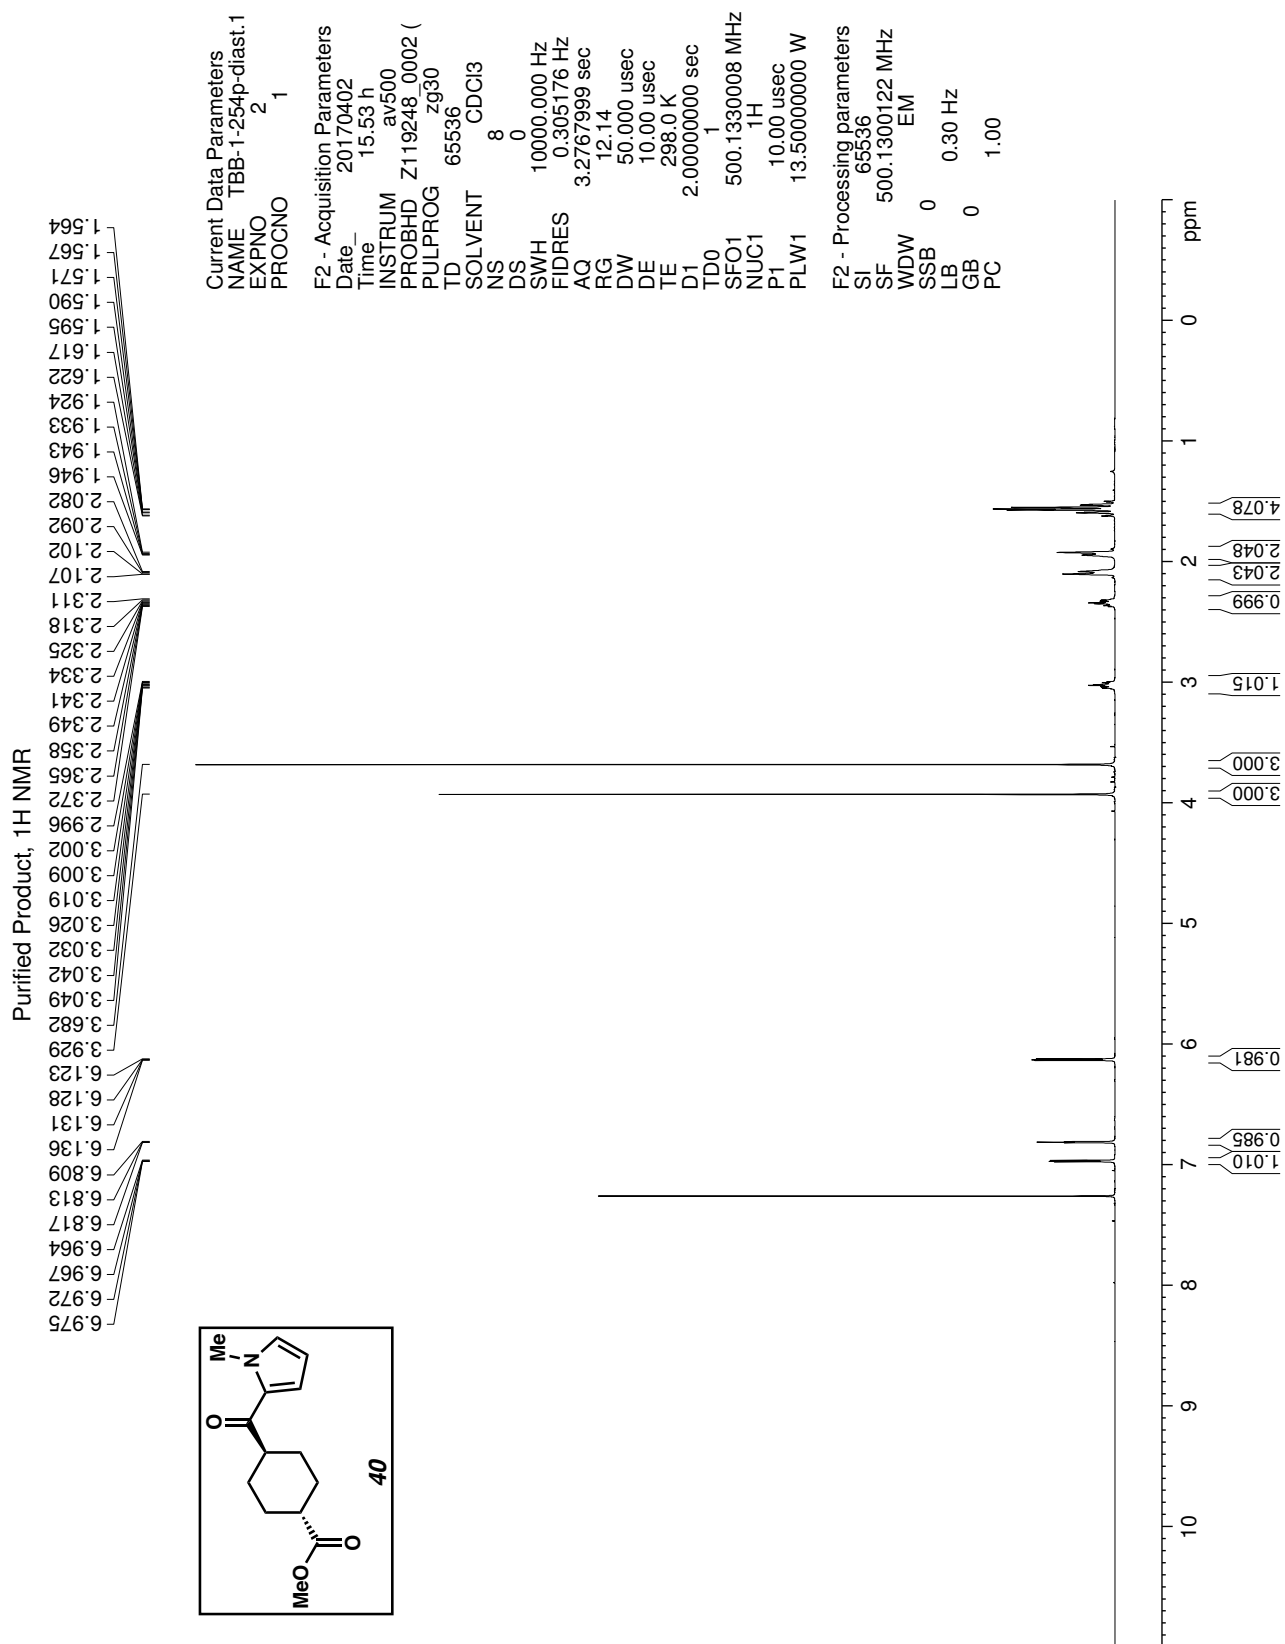 Purified Product, 1H NMR
6.975
6.972
6.967
6.964
6.817
6.813
6.809
6.136
6.131
6.128
6.123
3.929
3.682
3.049
3.042
3.032
3.026
3.019
3.009
3.002
2.996
2.372
2.365
2.358
2.349
2.341
2.334
2.325
2.318
2.311
2.107
2.102
2.092
2.082
1.946
1.943
1.933
1.924
1.622
1.617
1.595
1.590
1.571
1.567
1.564
Current Data Parameters
NAME TBB-1-254p-diast.1
EXPNO 2
PROCNO 1
F2 - Acquisition Parameters
Date_ 20170402
Time 15.53 h
INSTRUM av500
PROBHD Z119248_0002 (
PULPROG zg30
TD 65536
SOLVENT CDCl3
NS 8
DS 0
SWH 10000.000 Hz
FIDRES 0.305176 Hz
AQ 3.2767999 sec
RG 12.14
DW 50.000 usec
DE 10.00 usec
TE 298.0 K
D1 2.00000000 sec
TD0 1
SFO1 500.1330008 MHz
NUC1 1H
P1 10.00 usec
PLW1 13.50000000 W
F2 - Processing parameters
SI 65536
SF 500.1300122 MHz
WDW EM
SSB 0
LB 0.30 Hz
GB 0
PC 1.00
O
Me
N
MeO
O
40
10 9 8 7 6 5 4 3 2 1 0 ppm
1.010
0.985
0.981
3.000
3.000
1.015
0.999
2.043
2.048
4.078